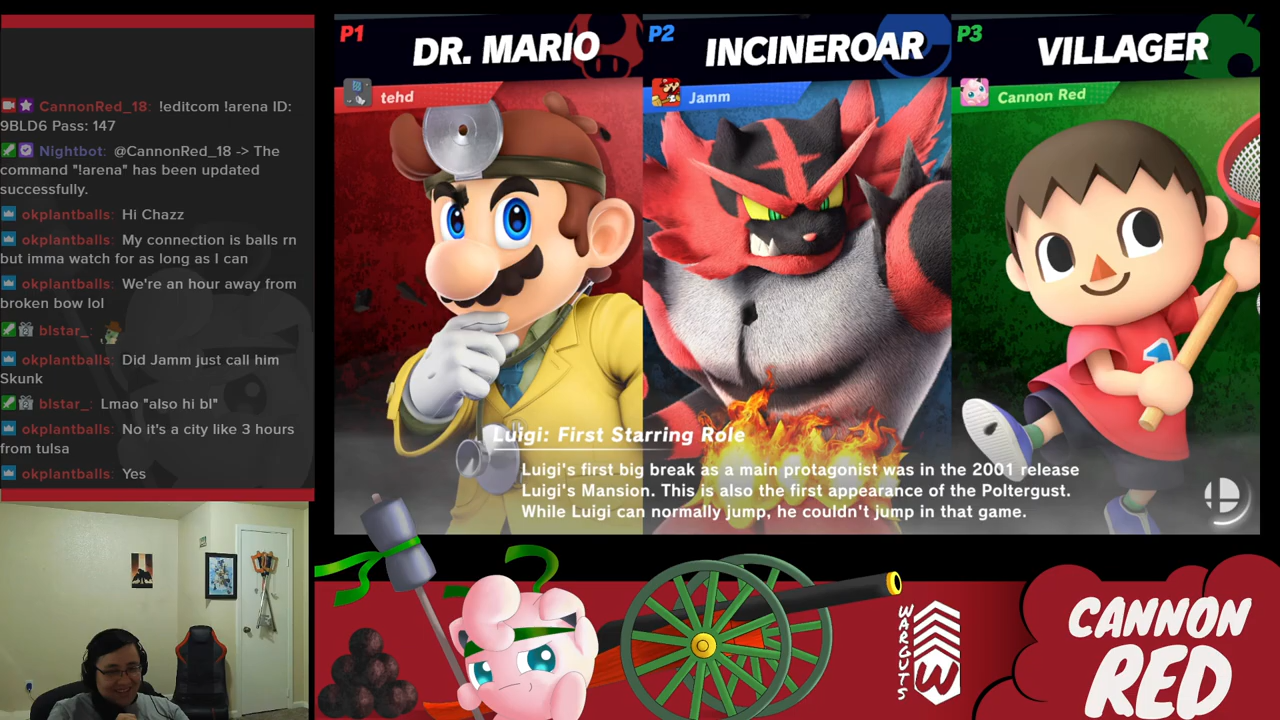 CannonRed_18: !editcom !arena ID:
9BLD6 Pass: 147
Nightbot: @CannonRed_18 -> The
command "!arena" has been updated
successfully.
okplantballs: Hi Chazz
okplantballs: My connection is balls rn
but imma watch for as long as I can
okplantballs: We're an hour away from
broken bow lol
blstar_:
okplantballs: Did Jamm just call him
Skunk
blstar_: Lmao "also hi bl"
okplantballs: No it's a city like 3 hours
from tulsa
okplantballs: Yes
P1 DR. MARIO
tehd
P2 INCINEROAR
Jamm
P3 VILLAGER
Cannon Red
1
Luigi: First Starring Role
Luigi's first big break as a main protagonist was in the 2001 release
Luigi's Mansion. This is also the first appearance of the Poltergust.
While Luigi can normally jump, he couldn't jump in that game.
WARGUTS
W
CANNON
RED